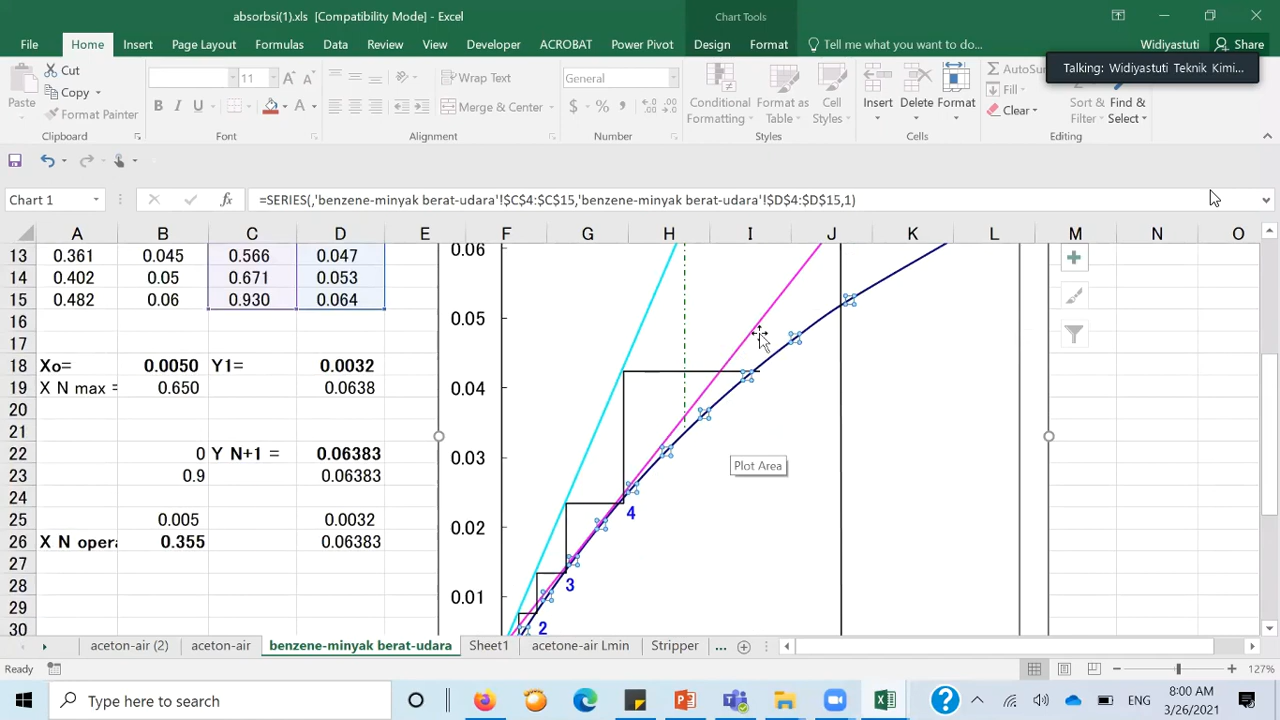 absorbsi(1).xls [Compatibility Mode] - Excel
Chart Tools
File Home Insert Page Layout Formulas Data Review View Developer ACROBAT Power Pivot Design Format Tell me what you want to do... Widiyastuti Share
Talking: Widiyastuti Teknik Kimi...
Paste Cut Copy Format Painter
11
Wrap Text Merge & Center
General
Conditional Formatting Format as Table Cell Styles
Insert Delete Format
AutoSu
Fill
Clear
Sort & Filter Find & Select
Clipboard Font Alignment Number Styles Cells Editing
Chart 1 fx =SERIES(,'benzene-minyak berat-udara'!$C$4:$C$15,'benzene-minyak berat-udara'!$D$4:$D$15,1)
A B C D E F G H I J K L M N O
13 0.361 0.045 0.566 0.047
14 0.402 0.05 0.671 0.053
15 0.482 0.06 0.930 0.064
16
17
18 Xo= 0.0050 Y1= 0.0032
19 X N max = 0.650 0.0638
20
21
22 0 Y N+1 = 0.06383
23 0.9 0.06383
24
25 0.005 0.0032
26 X N opera 0.355 0.06383
27
28
29
30
0.06
0.05
0.04
0.03
0.02
0.01
Plot Area
4
3
2
aceton-air (2) aceton-air benzene-minyak berat-udara Sheet1 acetone-air Lmin Stripper ...
Ready 127%
Type here to search
ENG
8:00 AM
3/26/2021